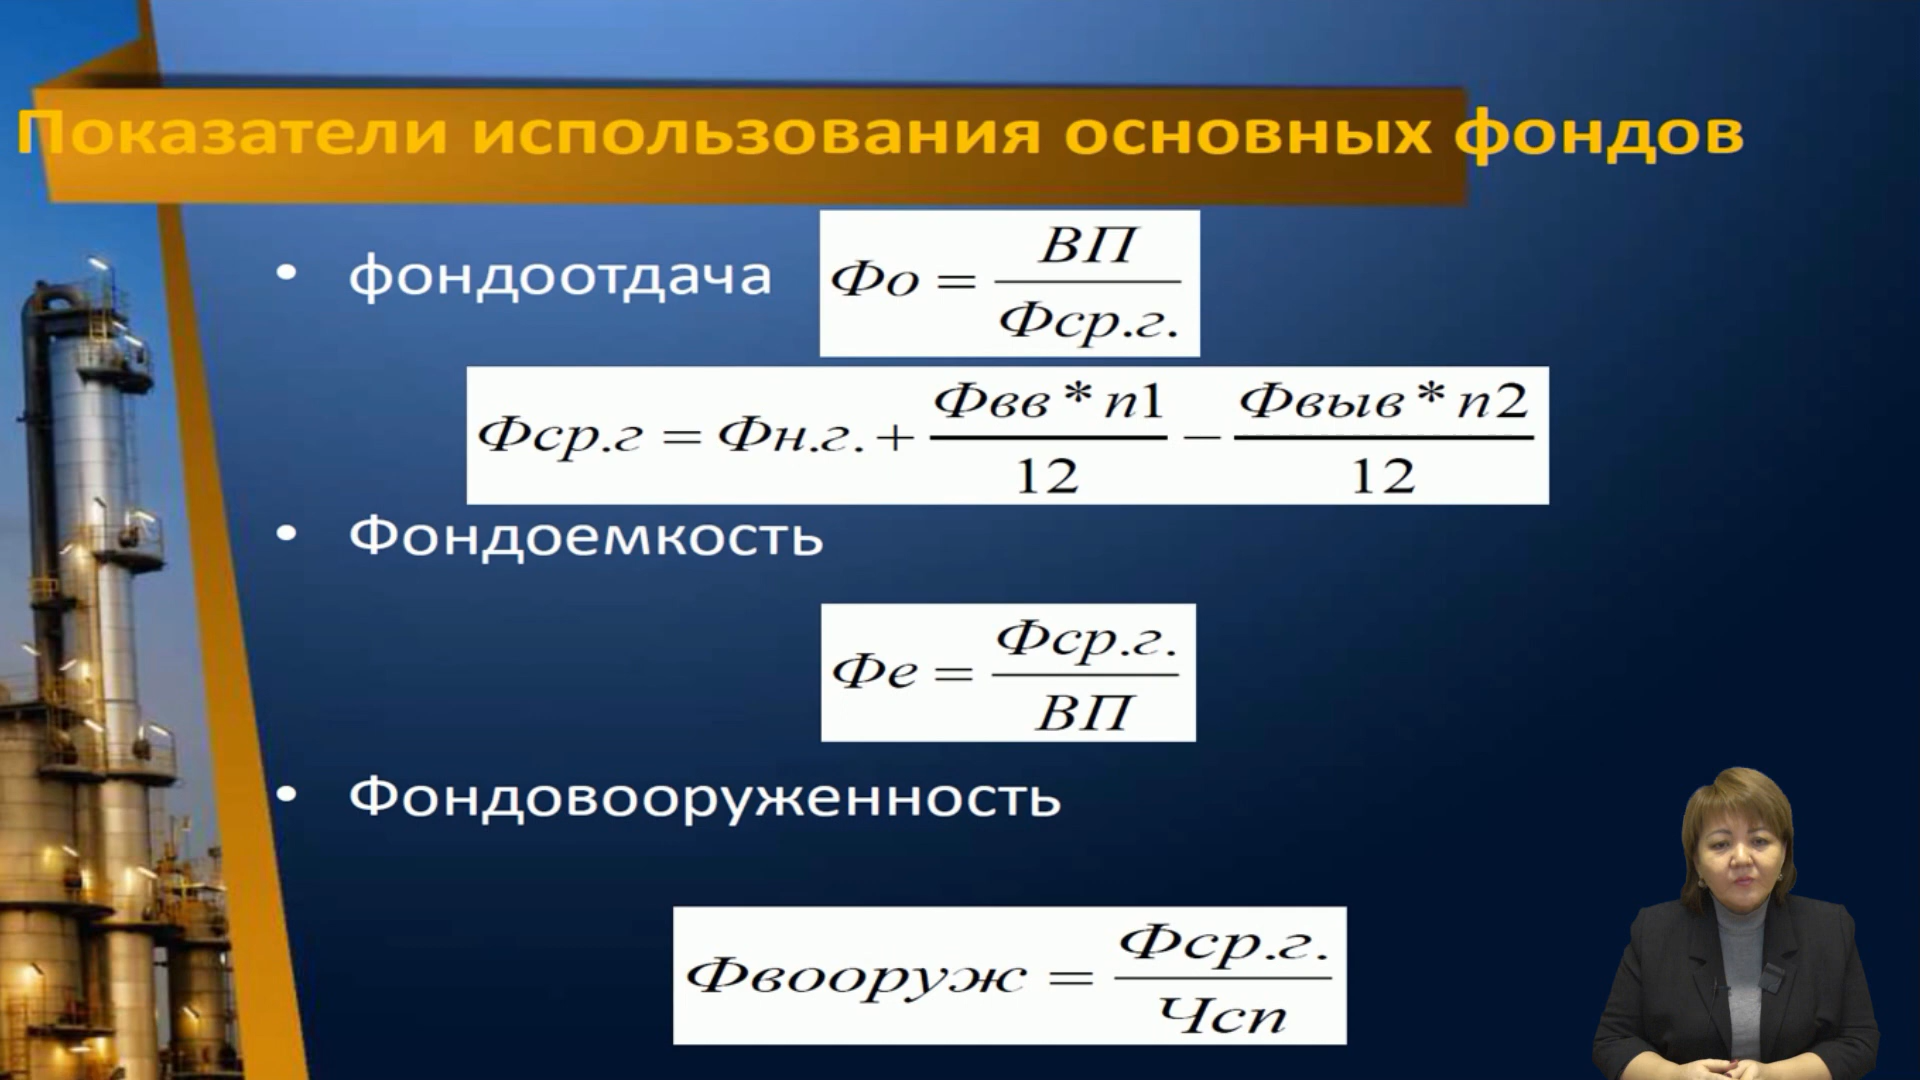 Показатели использования основных фондов
• фондоотдача Фо = ВП / Фср.г.
Фср.г = Фн.г. + Фвв * n1 / 12 − Фвыв * n2 / 12
• Фондоемкость
Фе = Фср.г. / ВП
• Фондовооруженность
Фвооруж = Фср.г. / Чсп